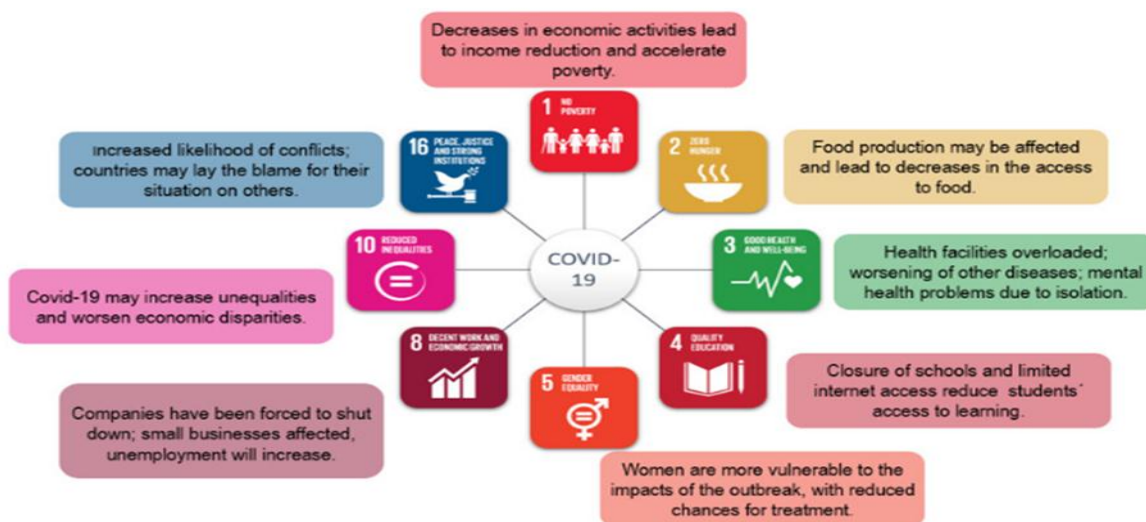 Decreases in economic activities lead
to income reduction and accelerate
poverty.
1 NO
POVERTY
16 PEACE, JUSTICE
AND STRONG
INSTITUTIONS
2 ZERO
HUNGER
Increased likelihood of conflicts;
countries may lay the blame for their
situation on others.
Food production may be affected
and lead to decreases in the access
to food.
10 REDUCED
INEQUALITIES
COVID-
19
3 GOOD HEALTH
AND WELL-BEING
Health facilities overloaded;
worsening of other diseases; mental
health problems due to isolation.
Covid-19 may increase unequalities
and worsen economic disparities.
8 DECENT WORK AND
ECONOMIC GROWTH
4 QUALITY
EDUCATION
5 GENDER
EQUALITY
Closure of schools and limited
internet access reduce students´
access to learning.
Companies have been forced to shut
down; small businesses affected,
unemployment will increase.
Women are more vulnerable to the
impacts of the outbreak, with reduced
chances for treatment.